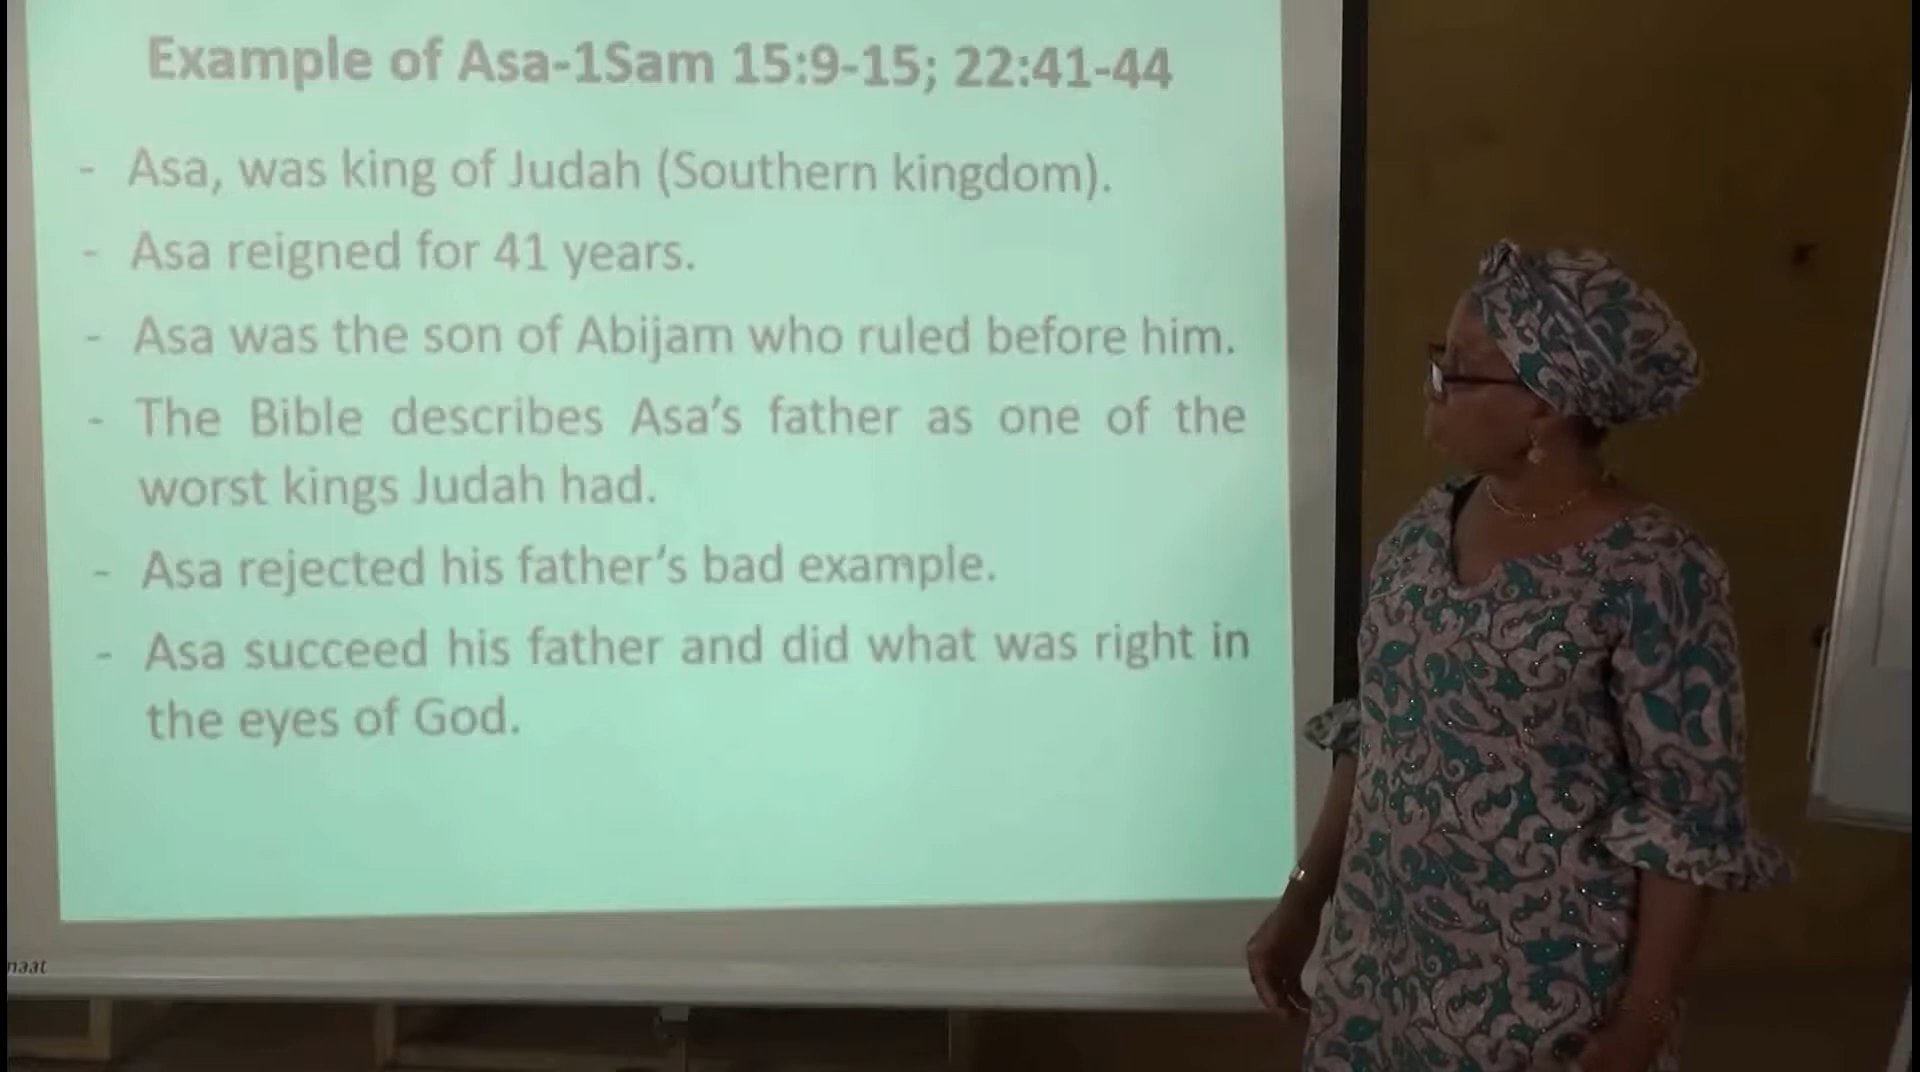 Example of Asa-1Sam 15:9-15; 22:41-44
- Asa, was king of Judah (Southern kingdom).
- Asa reigned for 41 years.
- Asa was the son of Abijam who ruled before him.
- The Bible describes Asa's father as one of the
worst kings Judah had.
- Asa rejected his father's bad example.
- Asa succeed his father and did what was right in
the eyes of God.
naat